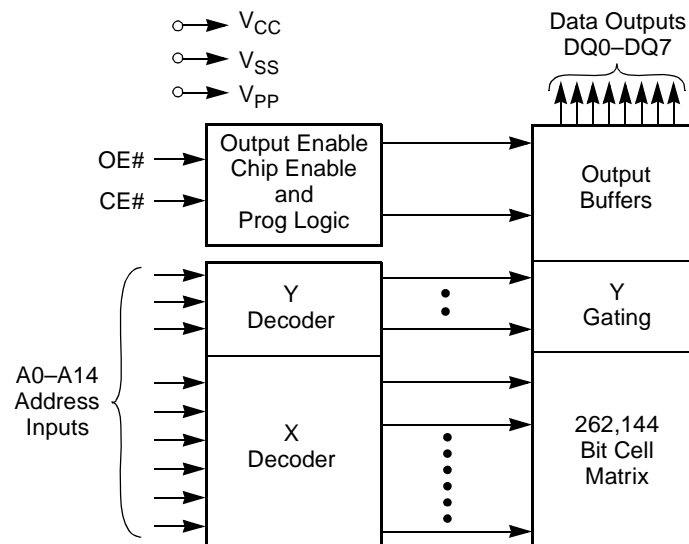 VCC
VSS
VPP
Data Outputs
DQ0–DQ7
OE#
CE#
Output Enable
Chip Enable
and
Prog Logic
Output
Buffers
A0–A14
Address
Inputs
Y
Decoder
Y
Gating
X
Decoder
262,144
Bit Cell
Matrix